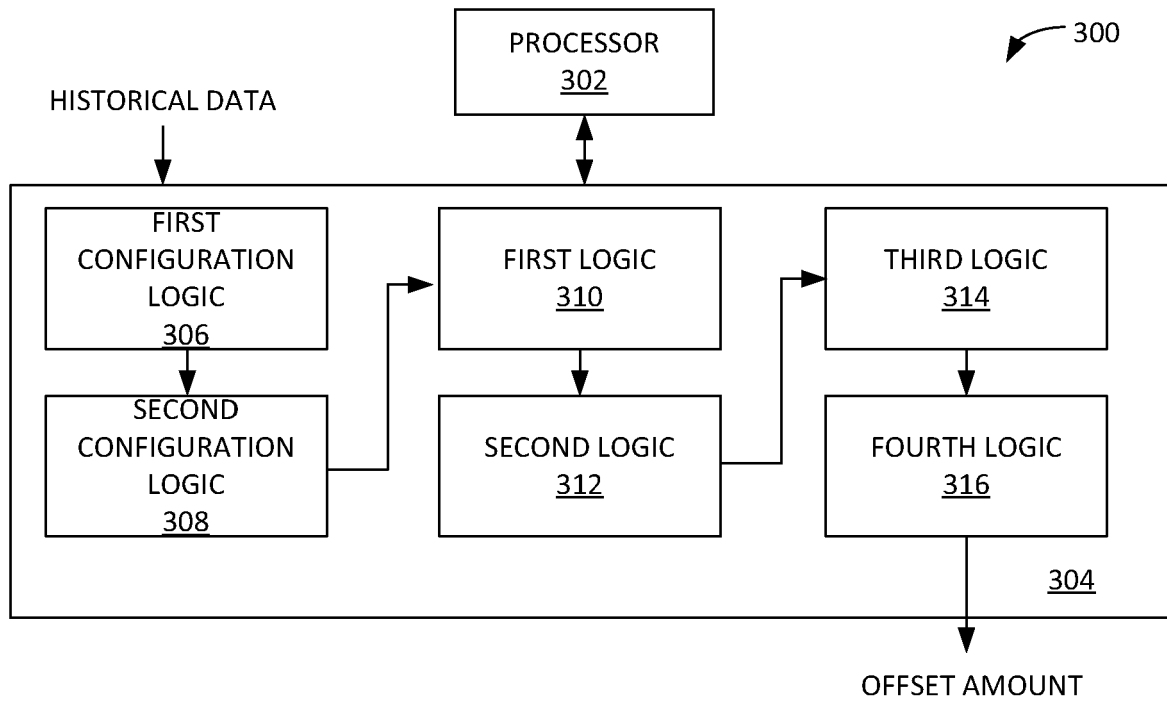 PROCESSOR
302
300
HISTORICAL DATA
FIRST
CONFIGURATION
LOGIC
306
FIRST LOGIC
310
THIRD LOGIC
314
SECOND
CONFIGURATION
LOGIC
308
SECOND LOGIC
312
FOURTH LOGIC
316
304
OFFSET AMOUNT